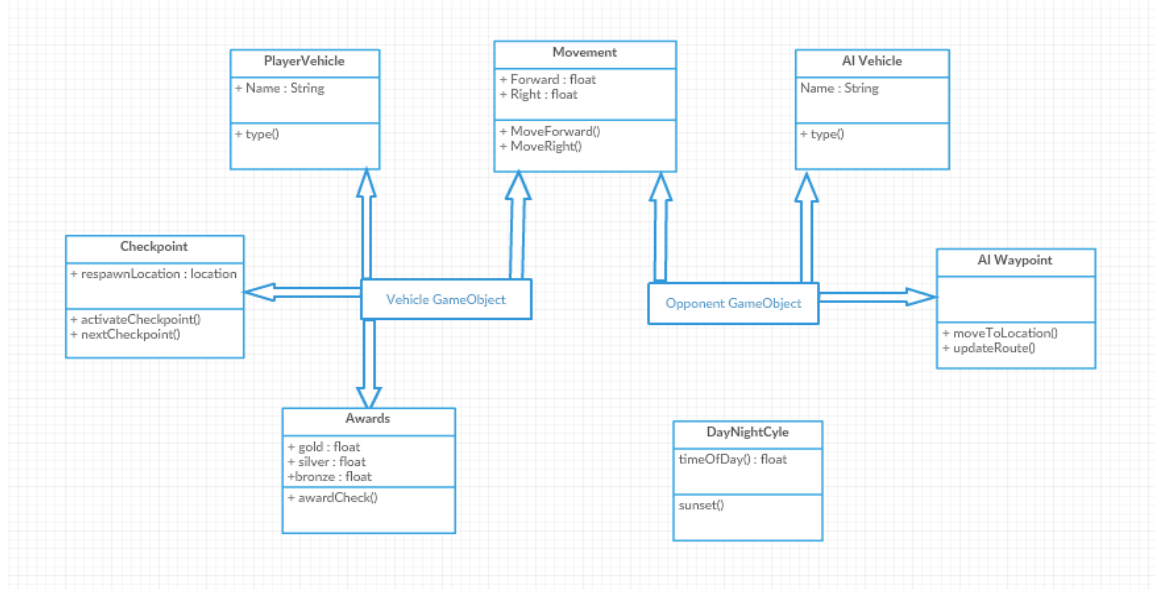 PlayerVehicle
+ Name : String
+ type()
Movement
+ Forward : float
+ Right : float
+ MoveForward()
+ MoveRight()
AI Vehicle
Name : String
+ type()
Checkpoint
+ respawnLocation : location
+ activateCheckpoint()
+ nextCheckpoint()
Vehicle GameObject
Opponent GameObject
AI Waypoint
+ moveToLocation()
+ updateRoute()
Awards
+ gold : float
+ silver : float
+bronze : float
+ awardCheck()
DayNightCyle
timeOfDay() : float
sunset()